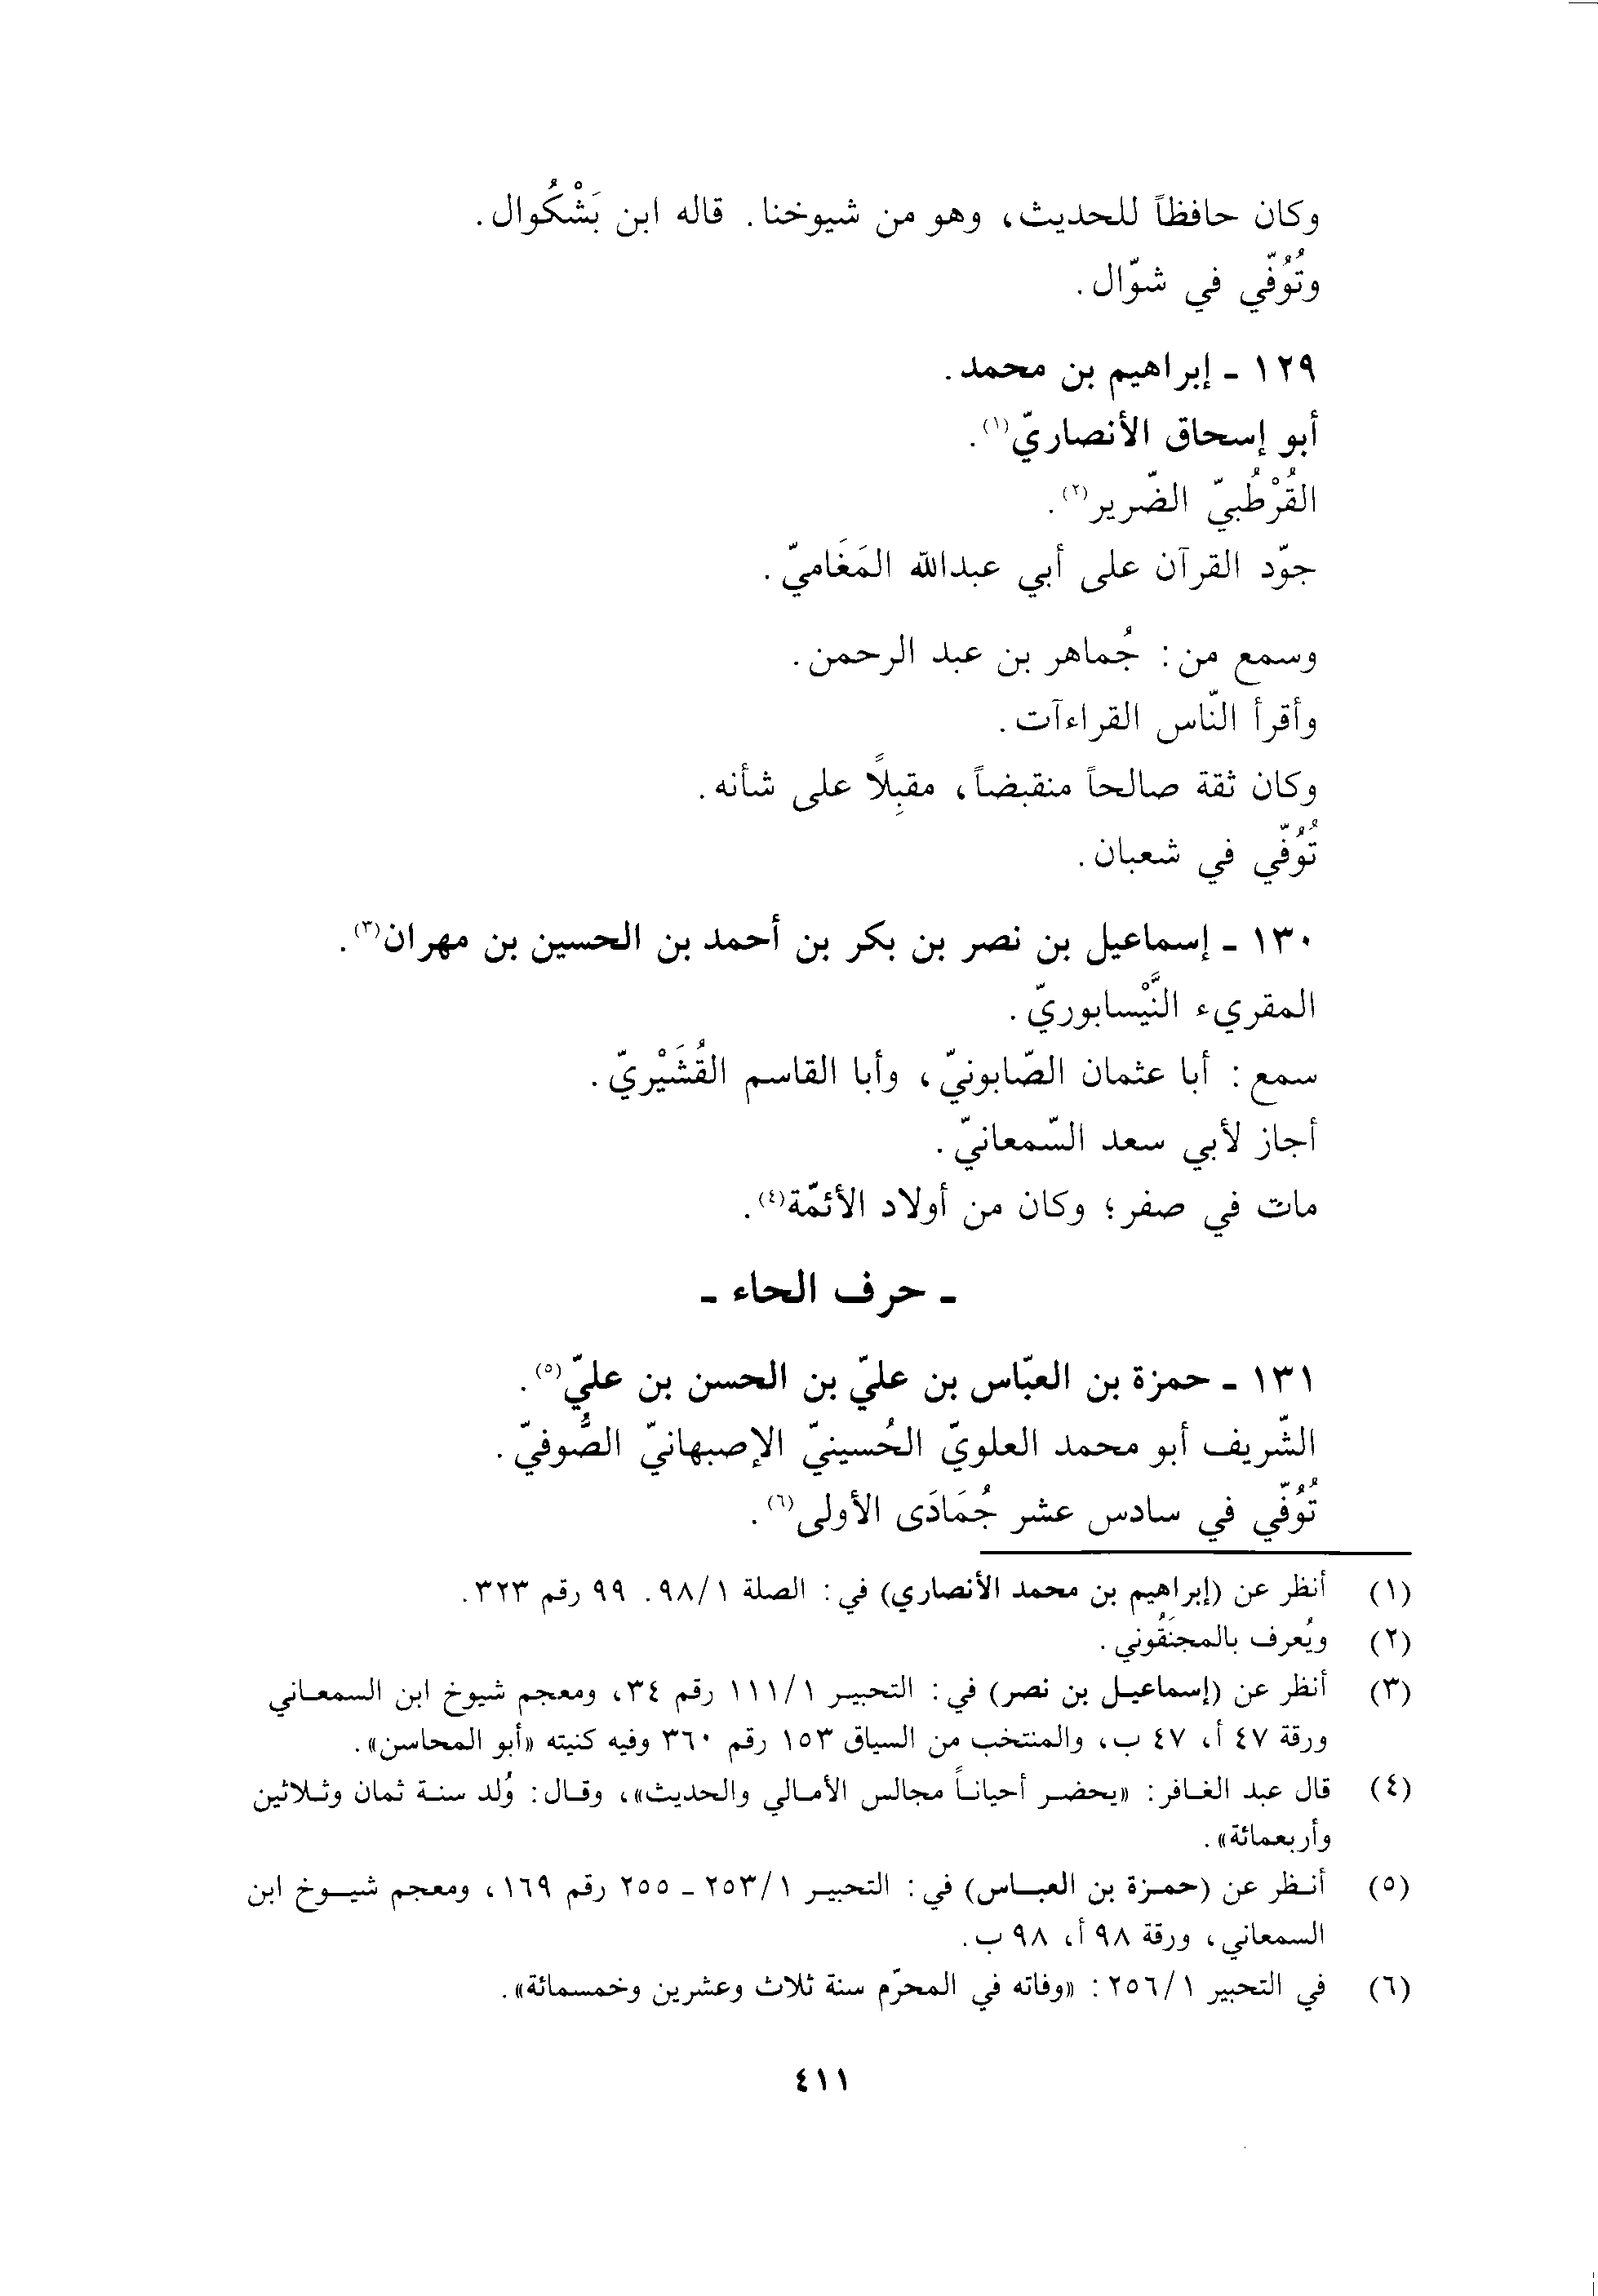 وكان حافظاً للحديث، وهو من شيوخنا. قاله ابن بَشْكُوال.
وتُوُفّي في شوّال.
١٢٩ ـ إبراهيم بن محمد.
أبو إسحاق الأنصاريّ(١).
القُرْطُبيّ الضّرير(٢).
جوّد القرآن على أبي عبدالله المَغَاميّ.
وسمع من: جُماهر بن عبد الرحمن.
وأقرأ النّاس القراءآت.
وكان ثقة صالحاً منقبضاً، مقبِلاً على شأنه.
تُوُفّي في شعبان.
١٣٠ ـ إسماعيل بن نصر بن بكر بن أحمد بن الحسين بن مهران(٣).
المقريء النَّيْسابوريّ.
سمع: أبا عثمان الصّابونيّ، وأبا القاسم القُشَيْريّ.
أجاز لأبي سعد السّمعانيّ.
مات في صفر؛ وكان من أولاد الأئمّة(٤).
ـ حرف الحاء ـ
١٣١ ـ حمزة بن العبّاس بن عليّ بن الحسن بن عليّ(٥).
الشّريف أبو محمد العلويّ الحُسينيّ الإصبهانيّ الصُّوفيّ.
تُوُفّي في سادس عشر جُمَادَى الأولى(٦).
(١) أنظر عن (إبراهيم بن محمد الأنصاري) في: الصلة ٩٨/١. ٩٩ رقم ٣٢٣.
(٢) ويُعرف بالمجنَقُوني.
(٣) أنظر عن (إسماعيل بن نصر) في: التحبير ١١١/١ رقم ٣٤، ومعجم شيوخ ابن السمعاني
ورقة ٤٧ أ، ٤٧ ب، والمنتخب من السياق ١٥٣ رقم ٣٦٠ وفيه كنيته «أبو المحاسن».
(٤) قال عبد الغافر: «يحضر أحياناً مجالس الأمالي والحديث»، وقال: وُلد سنة ثمان وثلاثين
وأربعمائة».
(٥) أنظر عن (حمزة بن العباس) في: التحبير ٢٥٣/١ ـ ٢٥٥ رقم ١٦٩، ومعجم شيوخ ابن
السمعاني، ورقة ٩٨ أ، ٩٨ ب.
(٦) في التحبير ٢٥٦/١: «وفاته في المحرّم سنة ثلاث وعشرين وخمسمائة».
٤١١